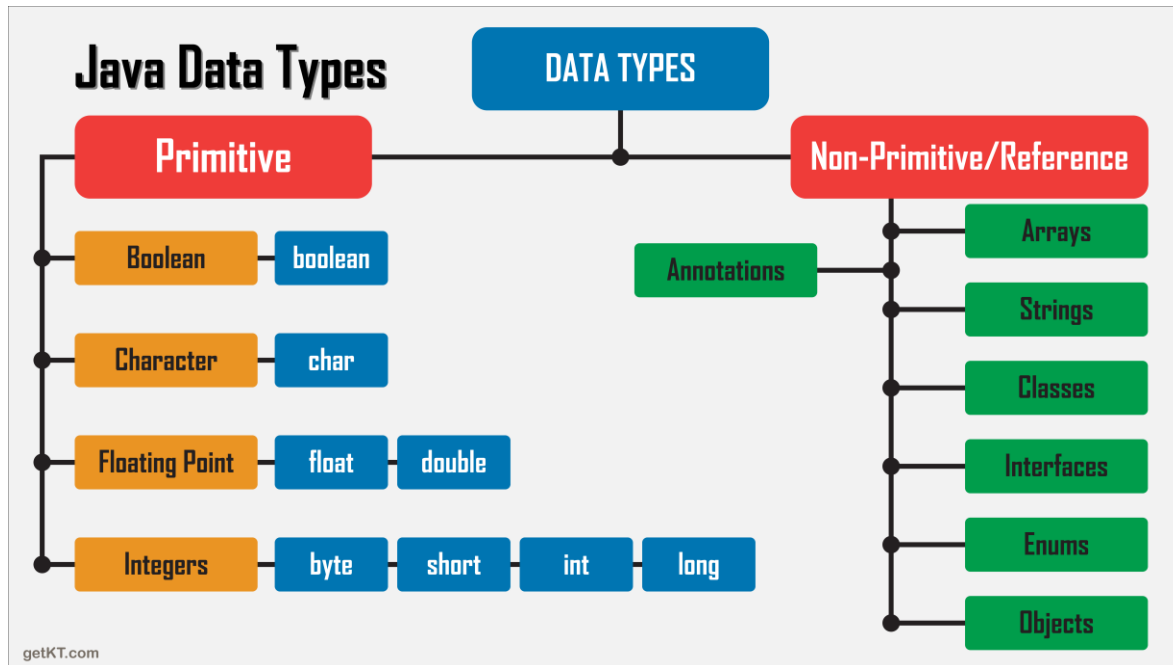 Java Data Types
DATA TYPES
Primitive
Non-Primitive/Reference
Boolean
boolean
Character
char
Floating Point
float
double
Integers
byte
short
int
long
Annotations
Arrays
Strings
Classes
Interfaces
Enums
Objects
getKT.com